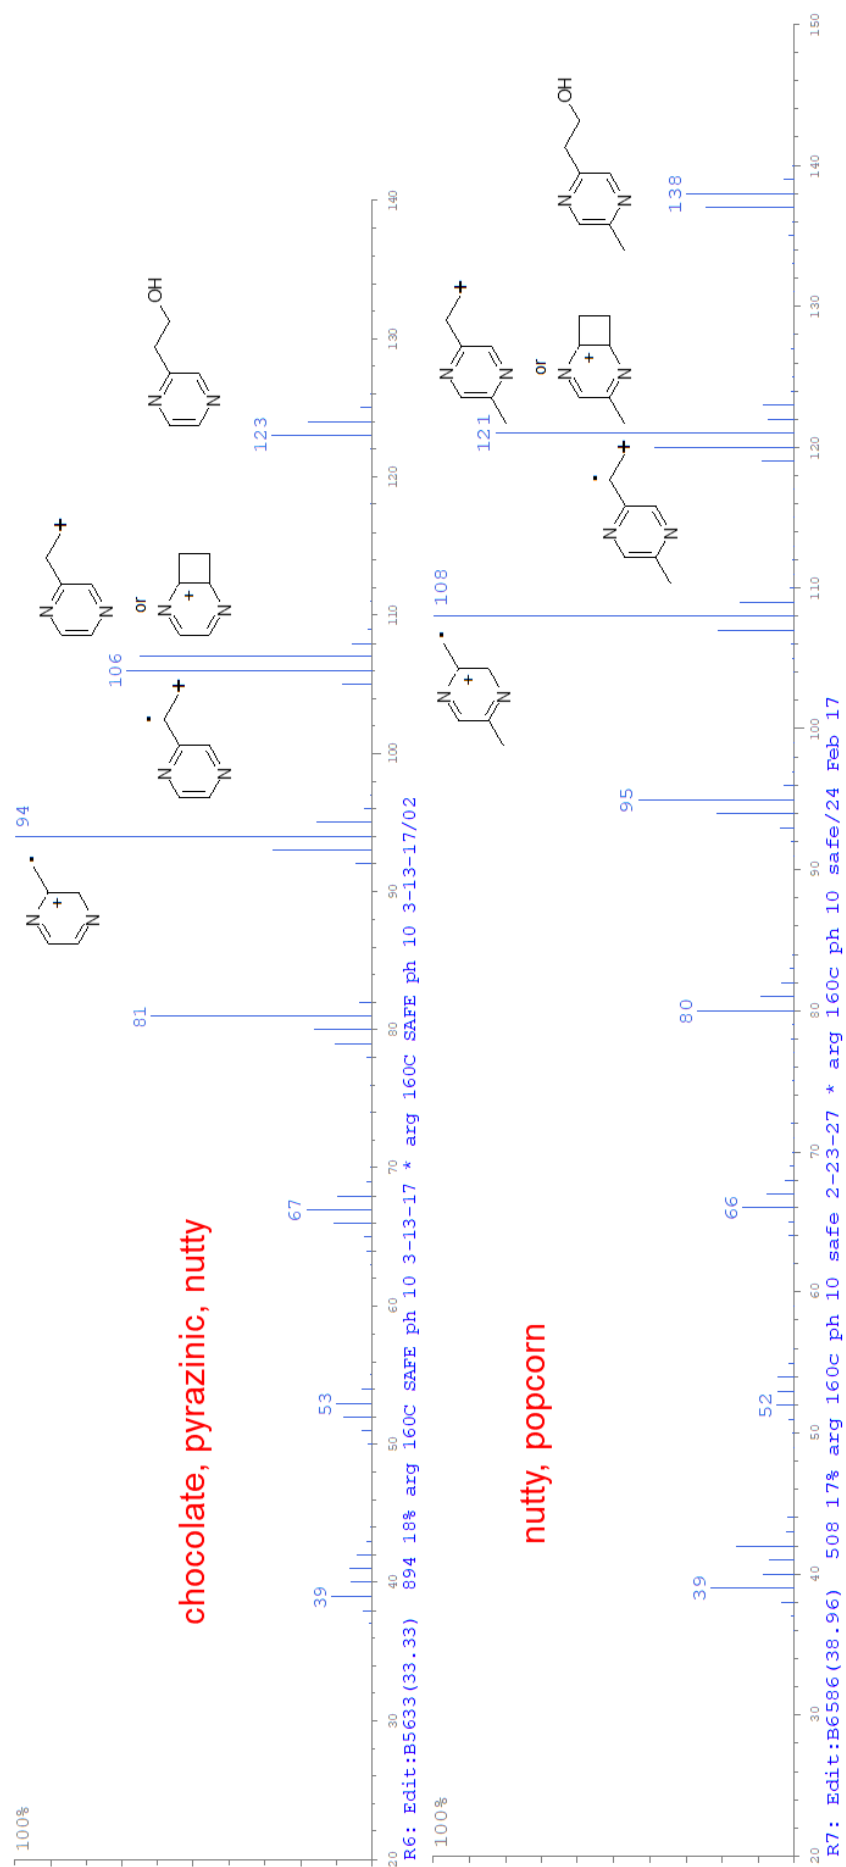 100%
94
106
or
+
123
OH
N
N
81
67
53
39
chocolate, pyrazinic, nutty
20 30 40 50 60 70 80 90 100 110 120 130 140
R6: Edit:B5633(33.33) 894 18% arg 160C SAFE ph 10 3-13-17 * arg 160C SAFE ph 10 3-13-17/02
100%
108
121
or
+
138
OH
N
N
95
80
66
52
39
nutty, popcorn
20 30 40 50 60 70 80 90 100 110 120 130 140 150
R7: Edit:B6586(38.96) 508 17% arg 160c ph 10 safe 2-23-27 * arg 160c ph 10 safe/24 Feb 17